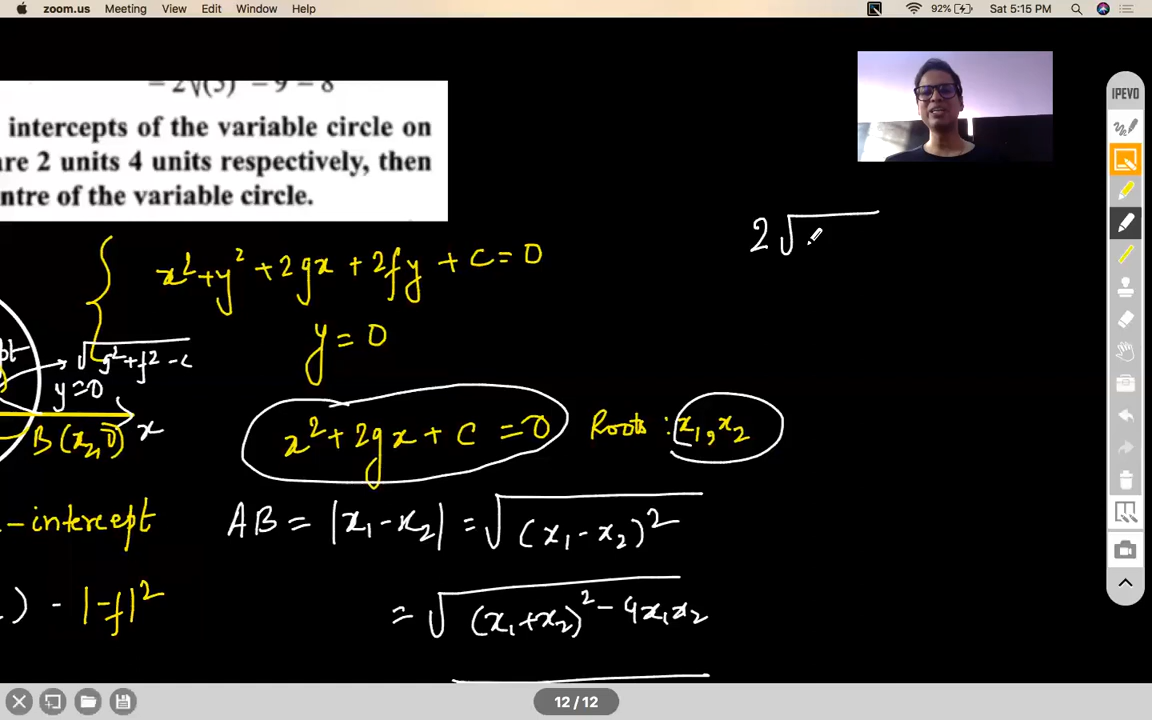 zoom.us Meeting View Edit Window Help 92% Sat 5:15 PM
IPEVO
= 2√(5)² − 9 − 8
intercepts of the variable circle on
are 2 units 4 units respectively, then
ntre of the variable circle.
2√
x² + y² + 2gx + 2fy + c = 0
y = 0
√g² + f² - c
y = 0
B (x₂, 0) x
x² + 2gx + c = 0 Roots : x₁, x₂
-intercept
AB = |x₁ - x₂| = √(x₁ - x₂)²
) - |-f|²
= √(x₁ + x₂)² - 4x₁x₂
12 / 12